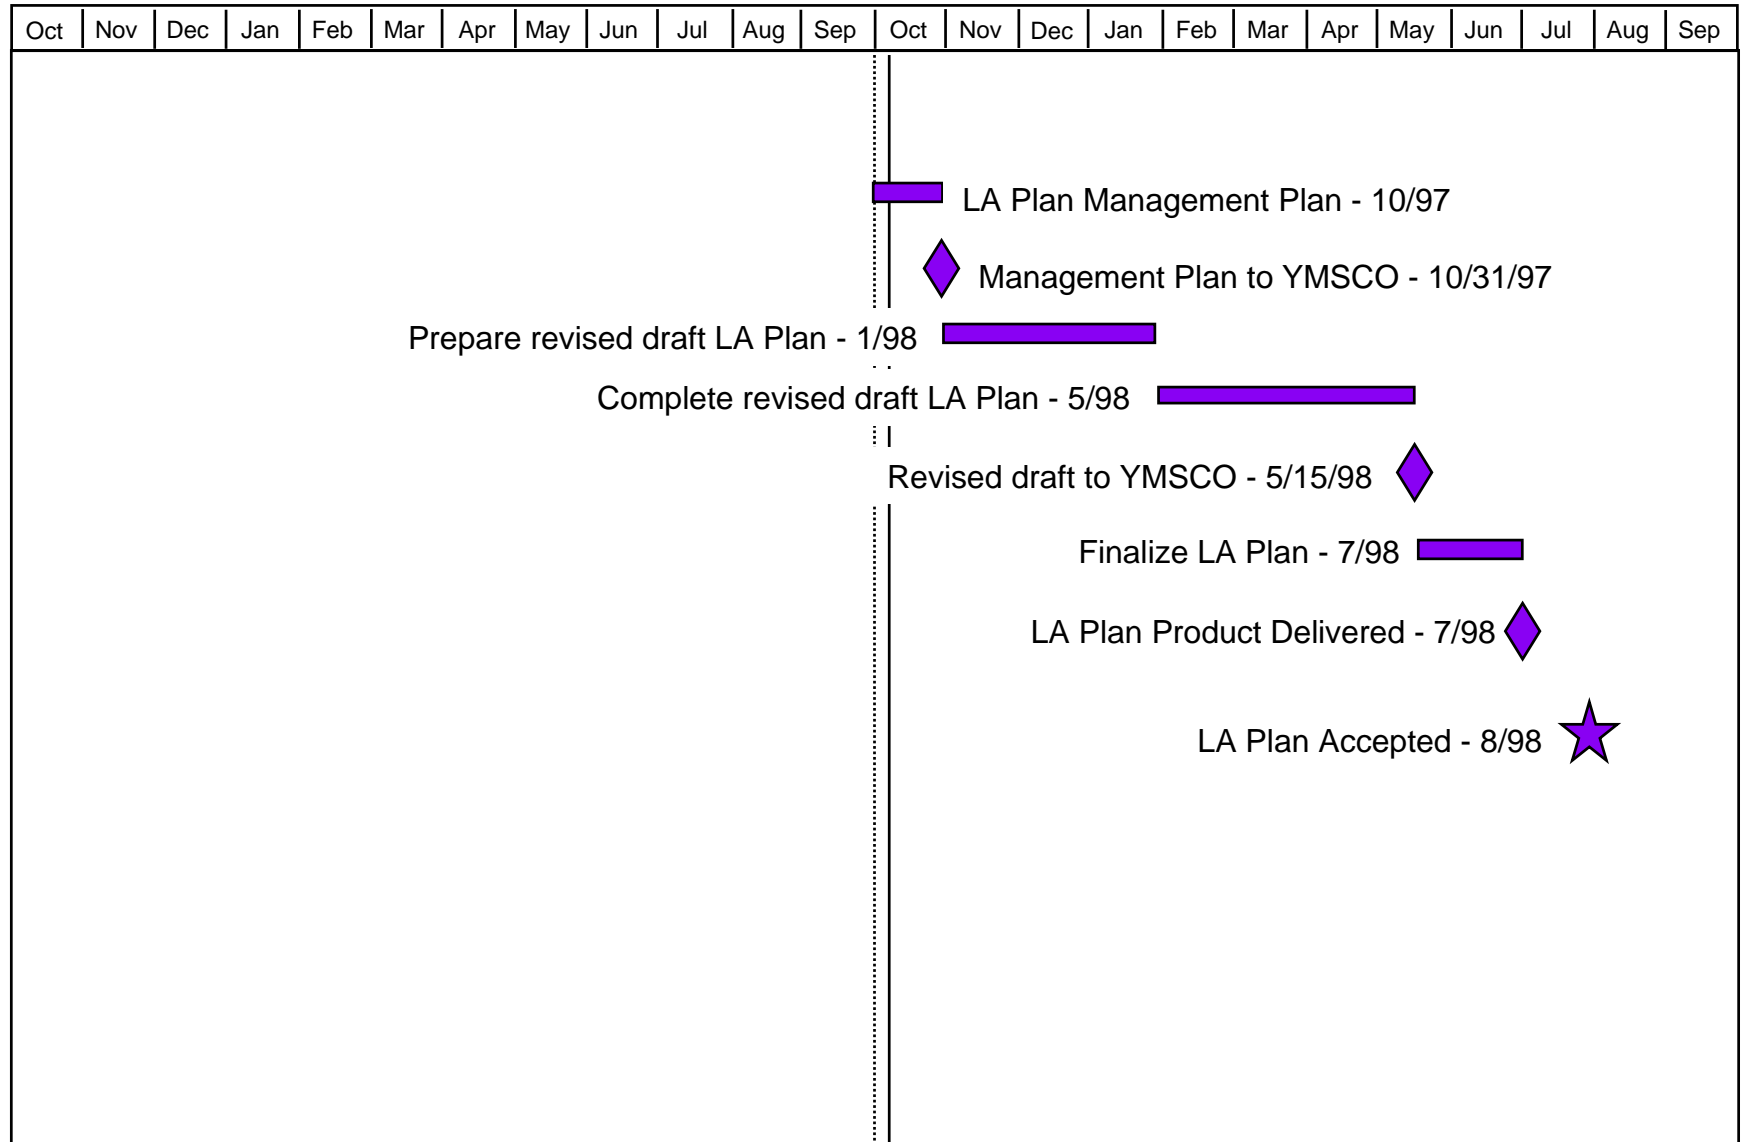 Oct Nov Dec Jan Feb Mar Apr May Jun Jul Aug Sep Oct Nov Dec Jan Feb Mar Apr May Jun Jul Aug Sep
LA Plan Management Plan - 10/97
Management Plan to YMSCO - 10/31/97
Prepare revised draft LA Plan - 1/98
Complete revised draft LA Plan - 5/98
Revised draft to YMSCO - 5/15/98
Finalize LA Plan - 7/98
LA Plan Product Delivered - 7/98
LA Plan Accepted - 8/98